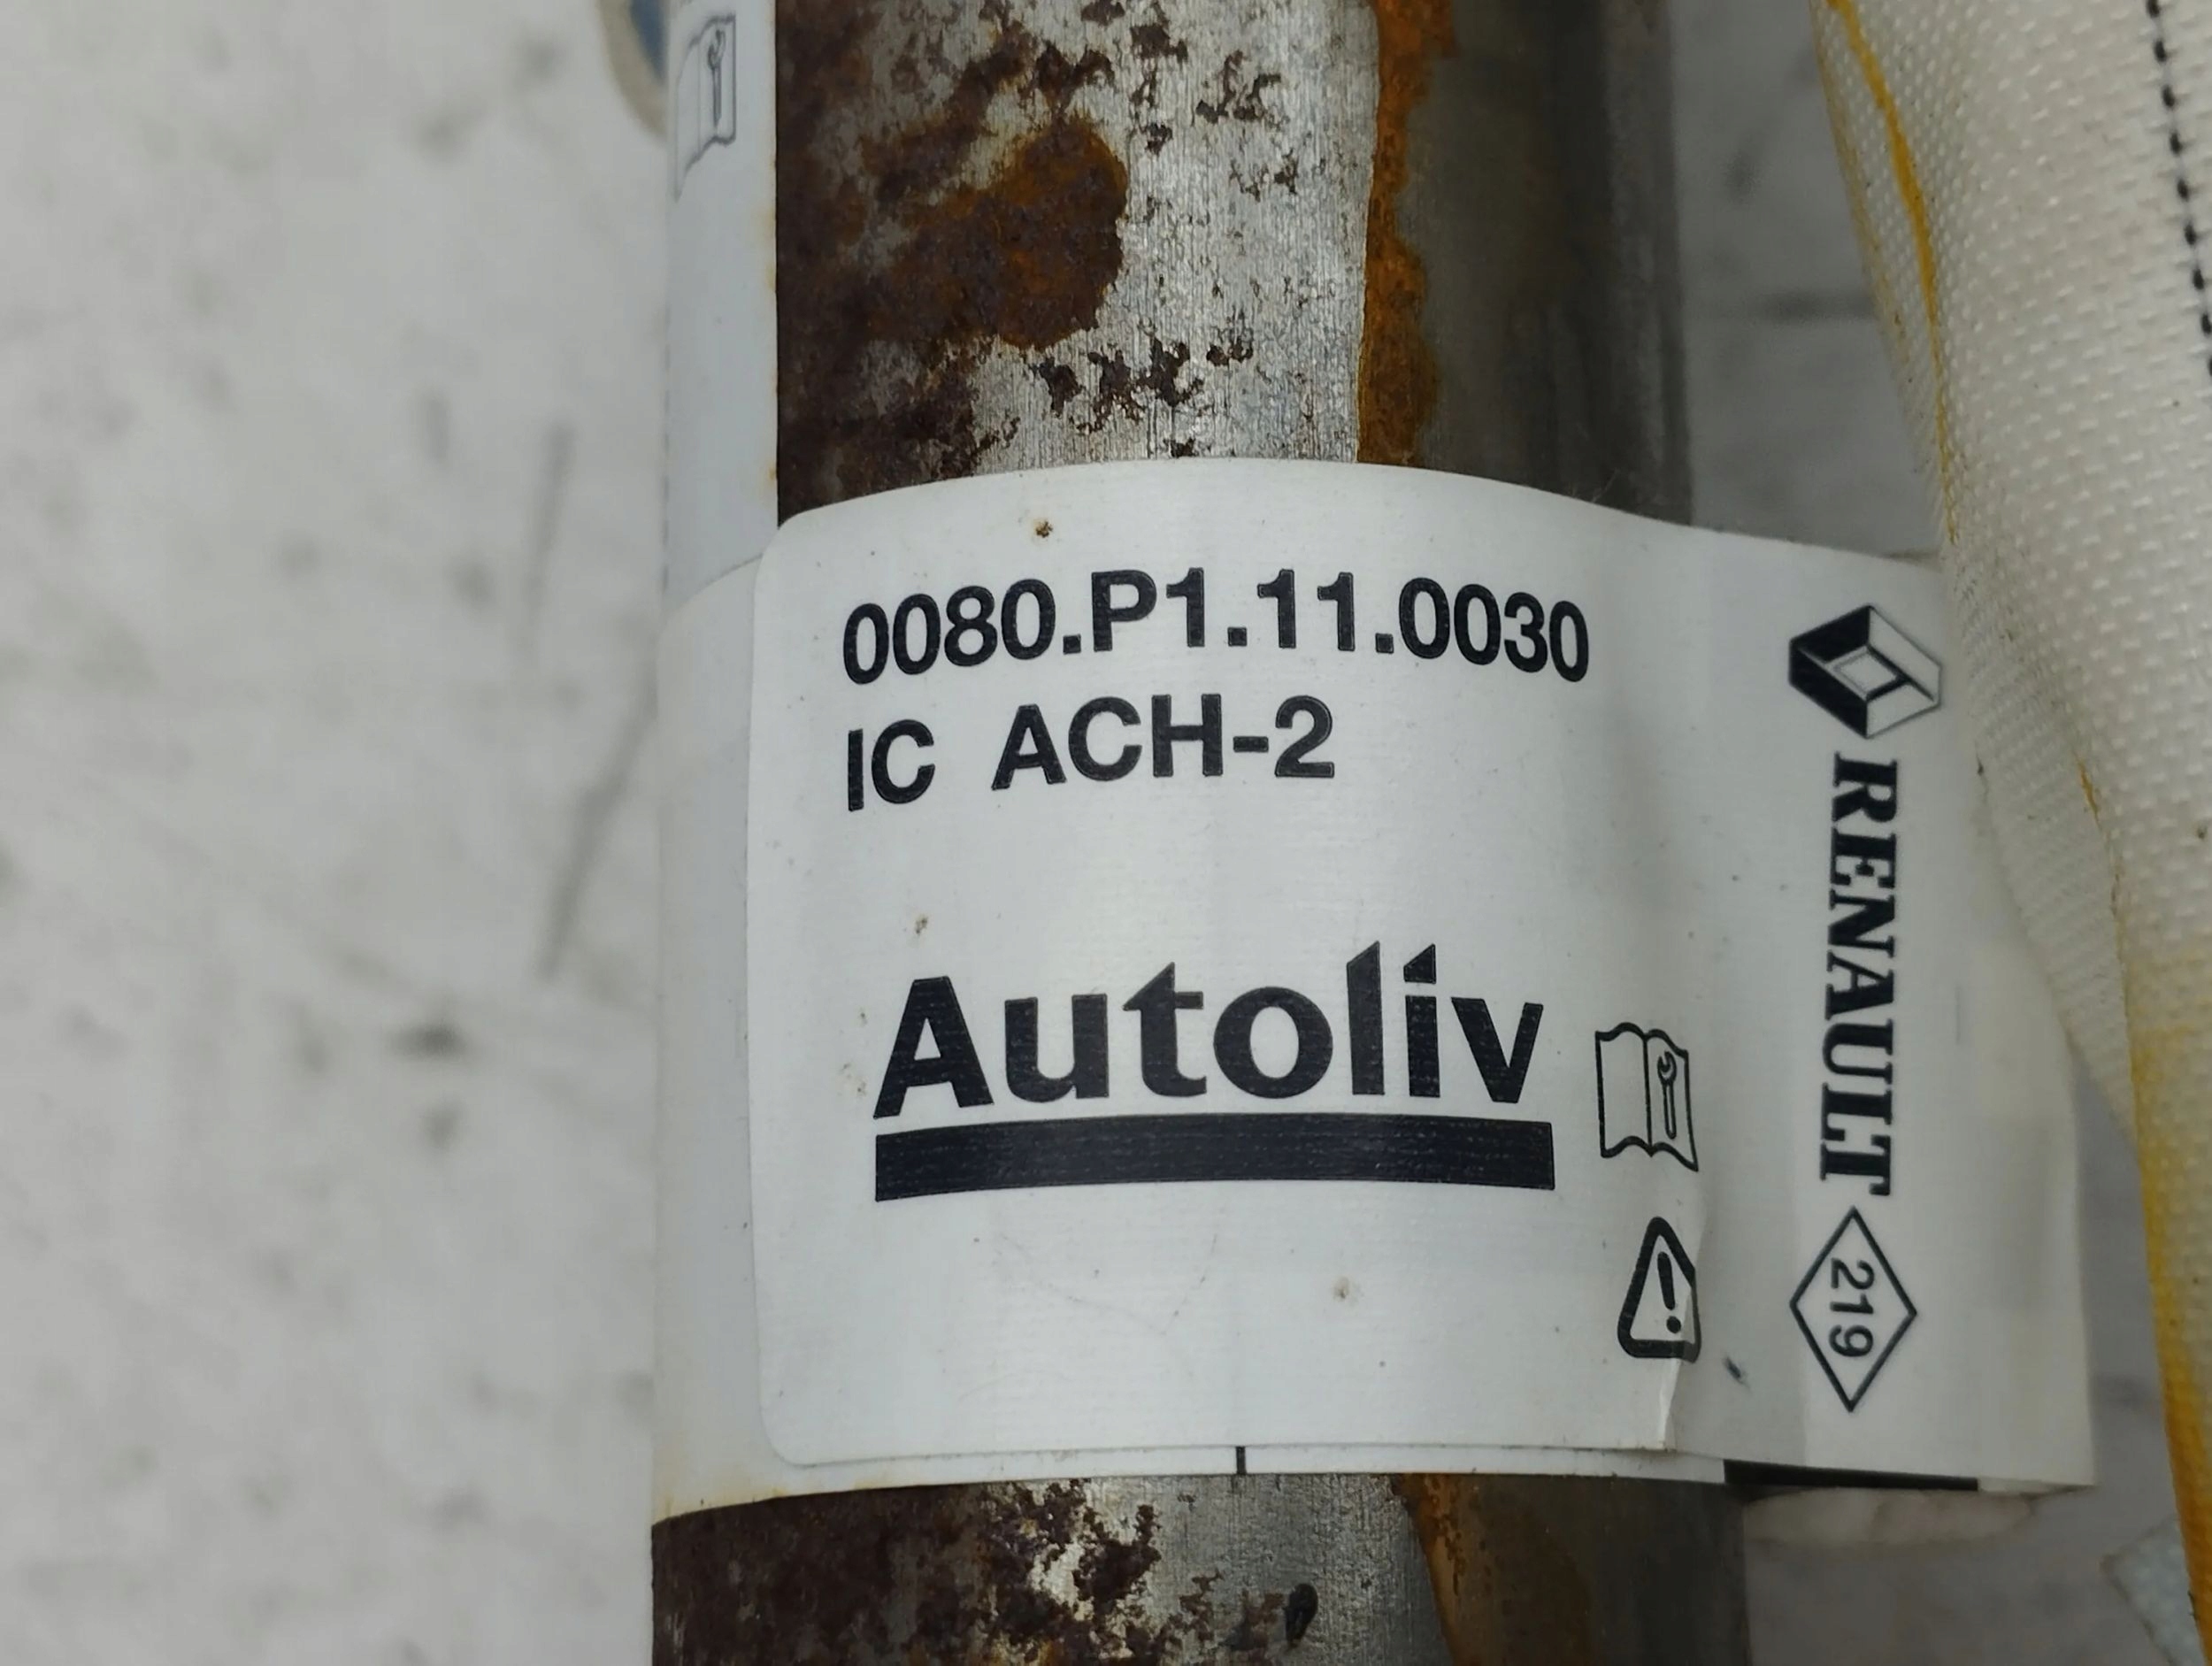 0080.P1.11.0030
IC ACH-2
Autoliv
RENAULT
219